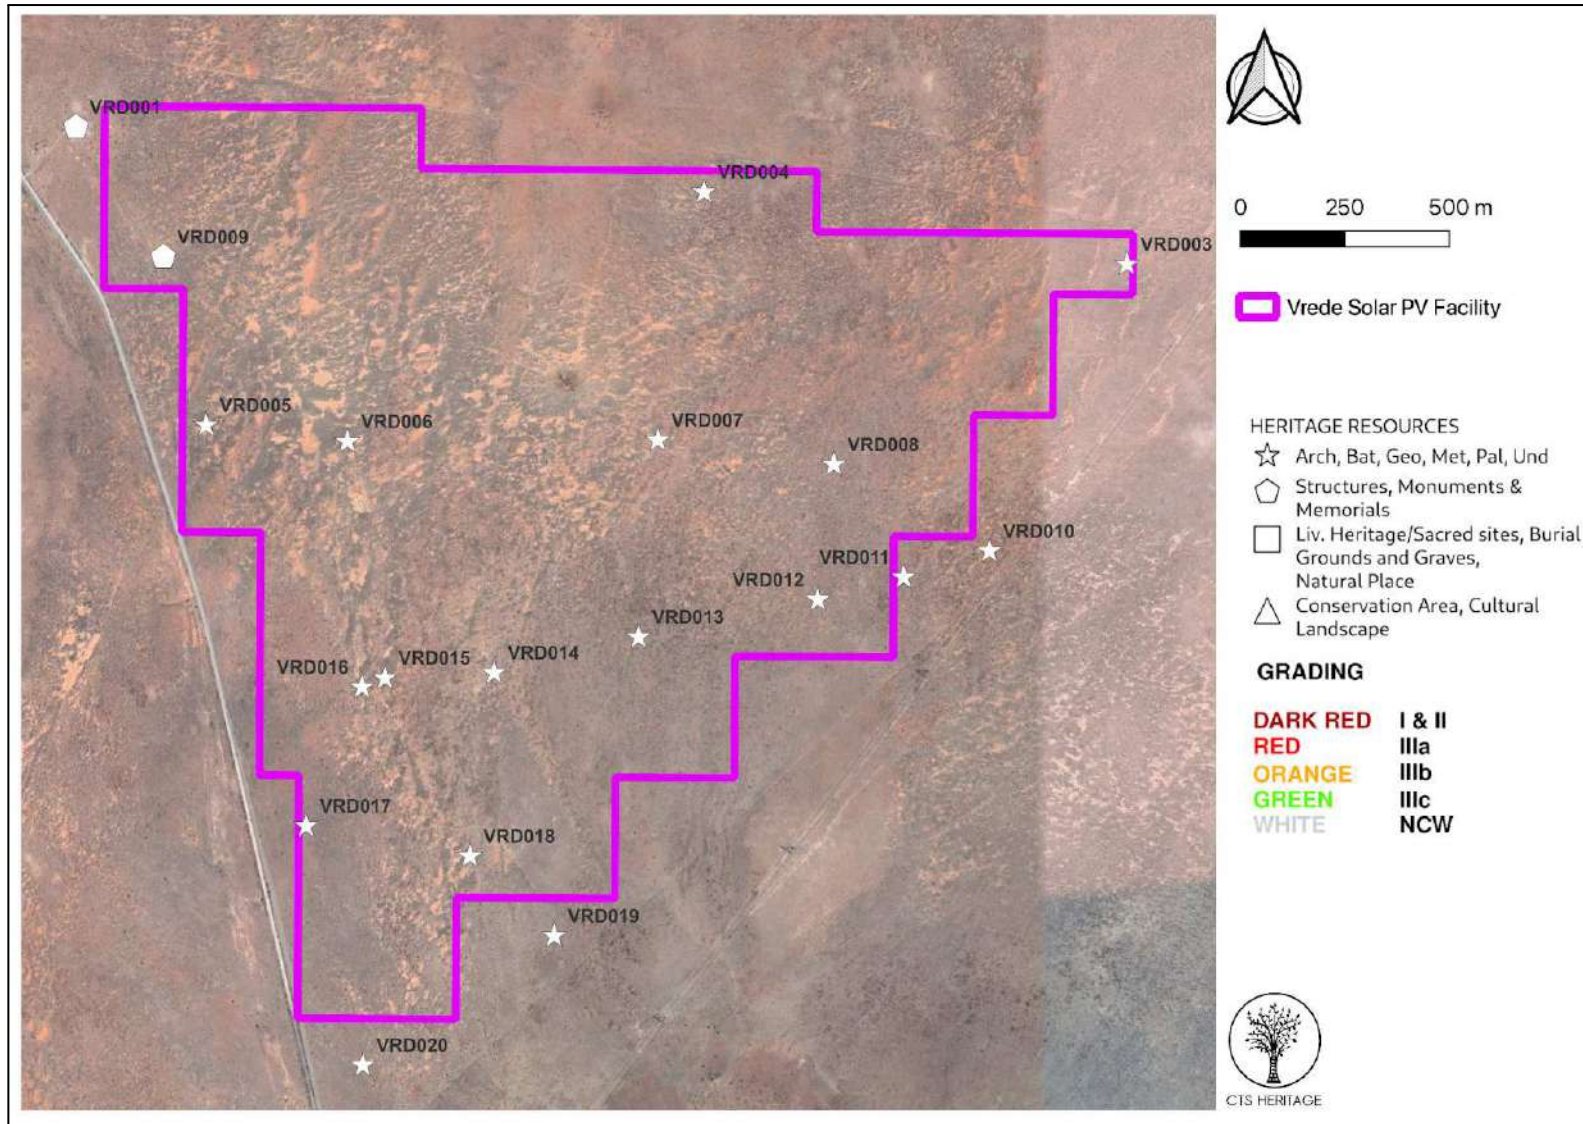 VRD001
VRD004
VRD003
VRD009
VRD005
VRD006
VRD007
VRD008
VRD010
VRD011
VRD012
VRD013
VRD014
VRD015
VRD016
VRD017
VRD018
VRD019
VRD020
0 250 500 m
Vrede Solar PV Facility
HERITAGE RESOURCES
Arch, Bat, Geo, Met, Pal, Und
Structures, Monuments &
Memorials
Liv. Heritage/Sacred sites, Burial
Grounds and Graves,
Natural Place
Conservation Area, Cultural
Landscape
GRADING
DARK RED I & II
RED IIIa
ORANGE IIIb
GREEN IIIc
WHITE NCW
CTS HERITAGE